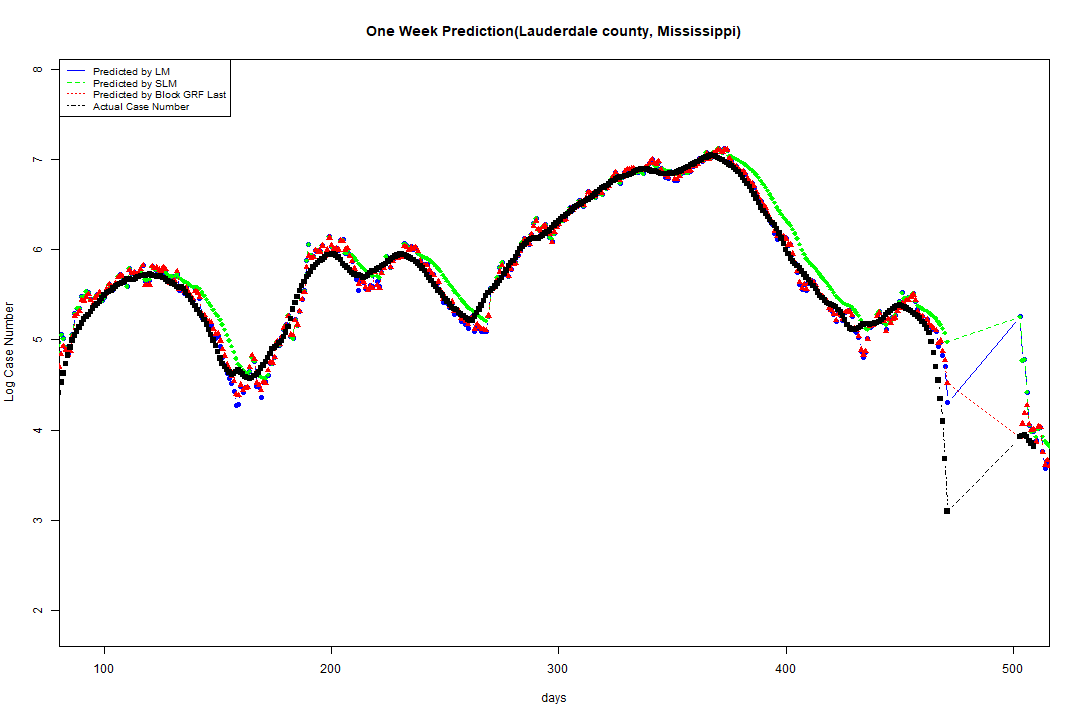 One Week Prediction(Lauderdale county, Mississippi)
Predicted by LM
Predicted by SLM
Predicted by Block GRF Last
Actual Case Number
8
7
6
5
4
3
2
Log Case Number
100 200 300 400 500
days